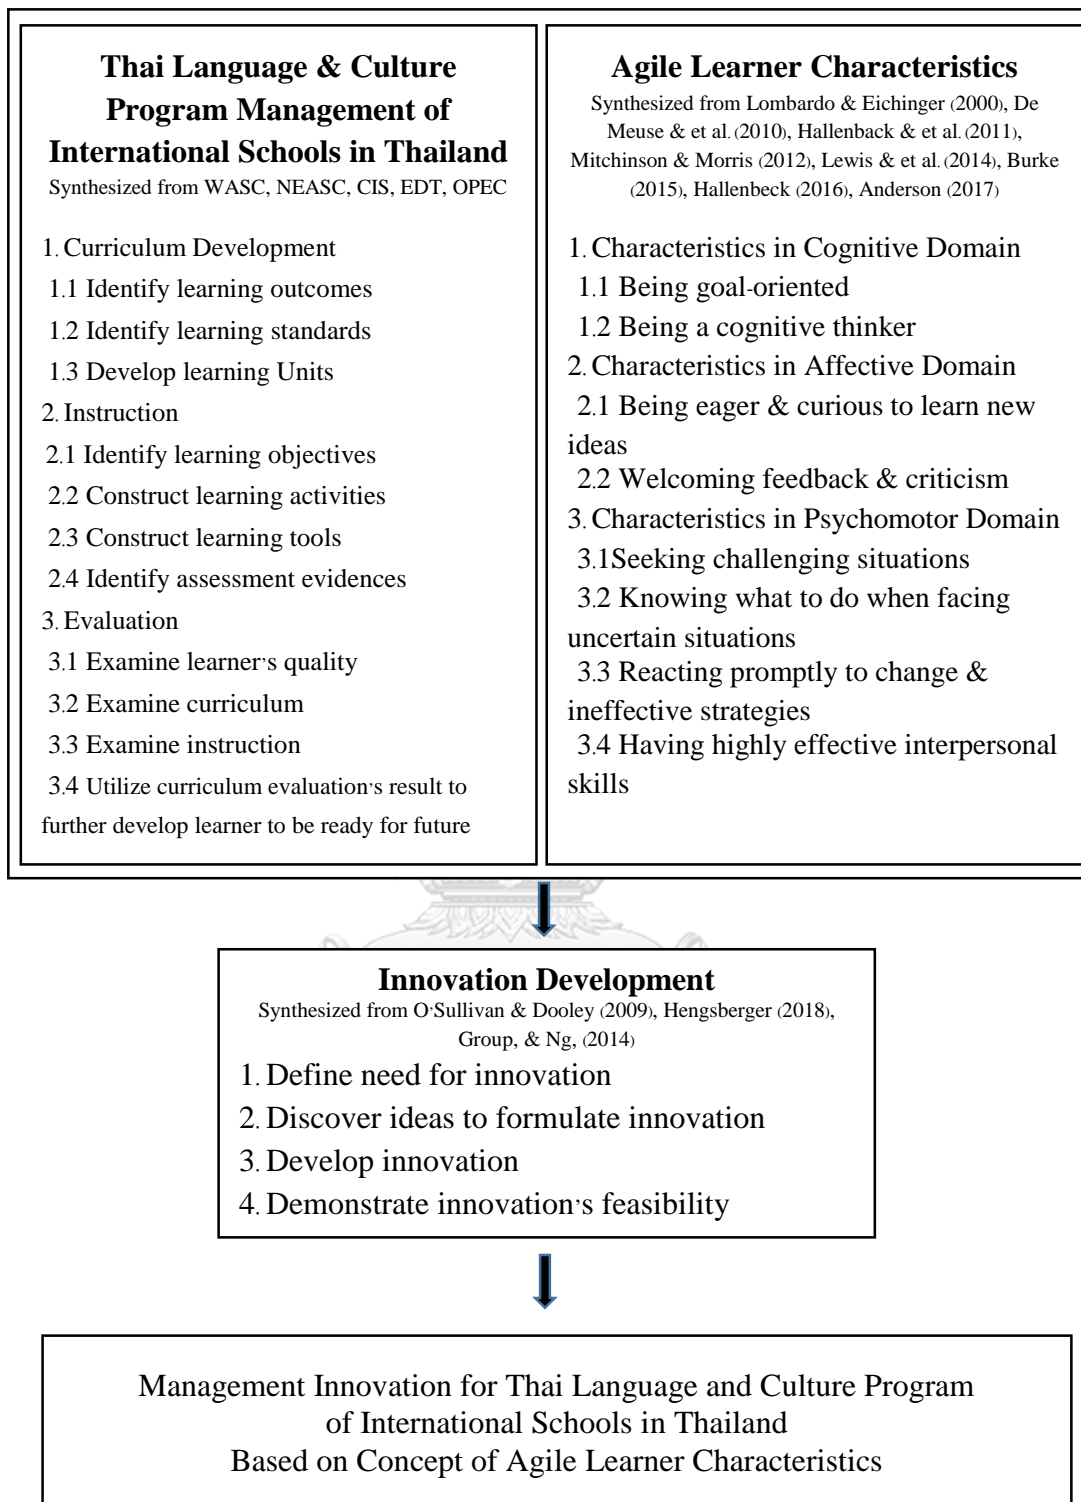 Thai Language & Culture
Program Management of
International Schools in Thailand
Synthesized from WASC, NEASC, CIS, EDT, OPEC
1. Curriculum Development
1.1 Identify learning outcomes
1.2 Identify learning standards
1.3 Develop learning Units
2. Instruction
2.1 Identify learning objectives
2.2 Construct learning activities
2.3 Construct learning tools
2.4 Identify assessment evidences
3. Evaluation
3.1 Examine learner's quality
3.2 Examine curriculum
3.3 Examine instruction
3.4 Utilize curriculum evaluation's result to
further develop learner to be ready for future
Agile Learner Characteristics
Synthesized from Lombardo & Eichinger (2000), De
Meuse & et al. (2010), Hallenback & et al. (2011),
Mitchinson & Morris (2012), Lewis & et al. (2014), Burke
(2015), Hallenbeck (2016), Anderson (2017)
1. Characteristics in Cognitive Domain
1.1 Being goal-oriented
1.2 Being a cognitive thinker
2. Characteristics in Affective Domain
2.1 Being eager & curious to learn new
ideas
2.2 Welcoming feedback & criticism
3. Characteristics in Psychomotor Domain
3.1Seeking challenging situations
3.2 Knowing what to do when facing
uncertain situations
3.3 Reacting promptly to change &
ineffective strategies
3.4 Having highly effective interpersonal
skills
Innovation Development
Synthesized from O'Sullivan & Dooley (2009), Hengsberger (2018),
Group, & Ng, (2014)
1. Define need for innovation
2. Discover ideas to formulate innovation
3. Develop innovation
4. Demonstrate innovation's feasibility
Management Innovation for Thai Language and Culture Program
of International Schools in Thailand
Based on Concept of Agile Learner Characteristics